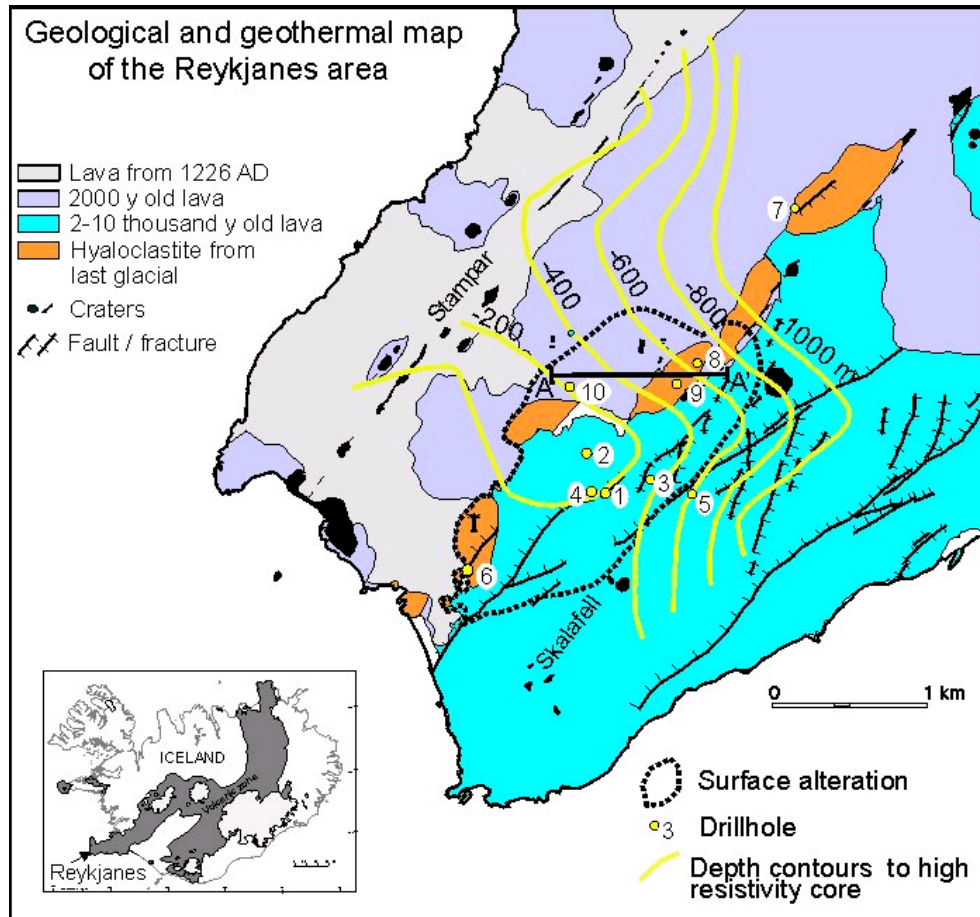 Geological and geothermal map
of the Reykjanes area
Lava from 1226 AD
2000 y old lava
2-10 thousand y old lava
Hyaloclastite from
last glacial
Craters
Fault / fracture
Stampar
-200
-400
-600
-800
-1000 m
7
8
A
A'
10
9
2
4
1
3
5
6
Skalafell
0
1 km
ICELAND
Volcanic zone
Reykjanes
Surface alteration
3
Drillhole
Depth contours to high
resistivity core